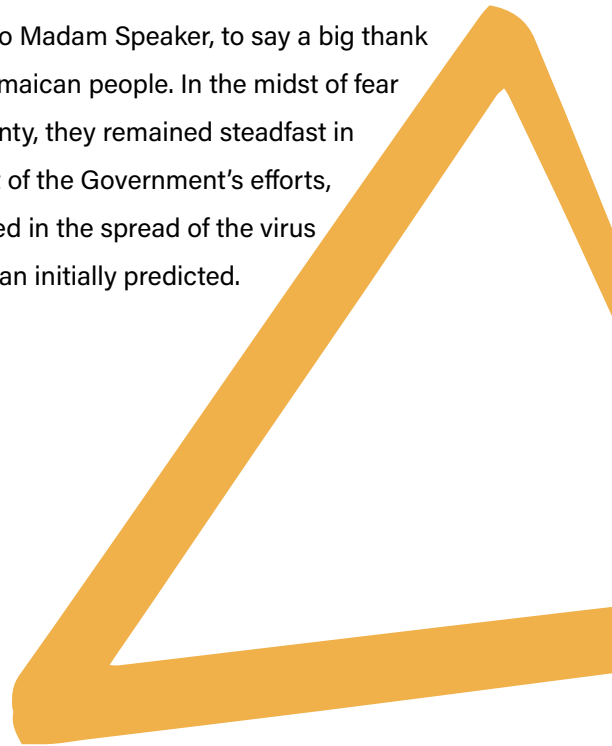 o Madam Speaker, to say a big thank
maican people. In the midst of fear
nty, they remained steadfast in
of the Government’s efforts,
ed in the spread of the virus
an initially predicted.